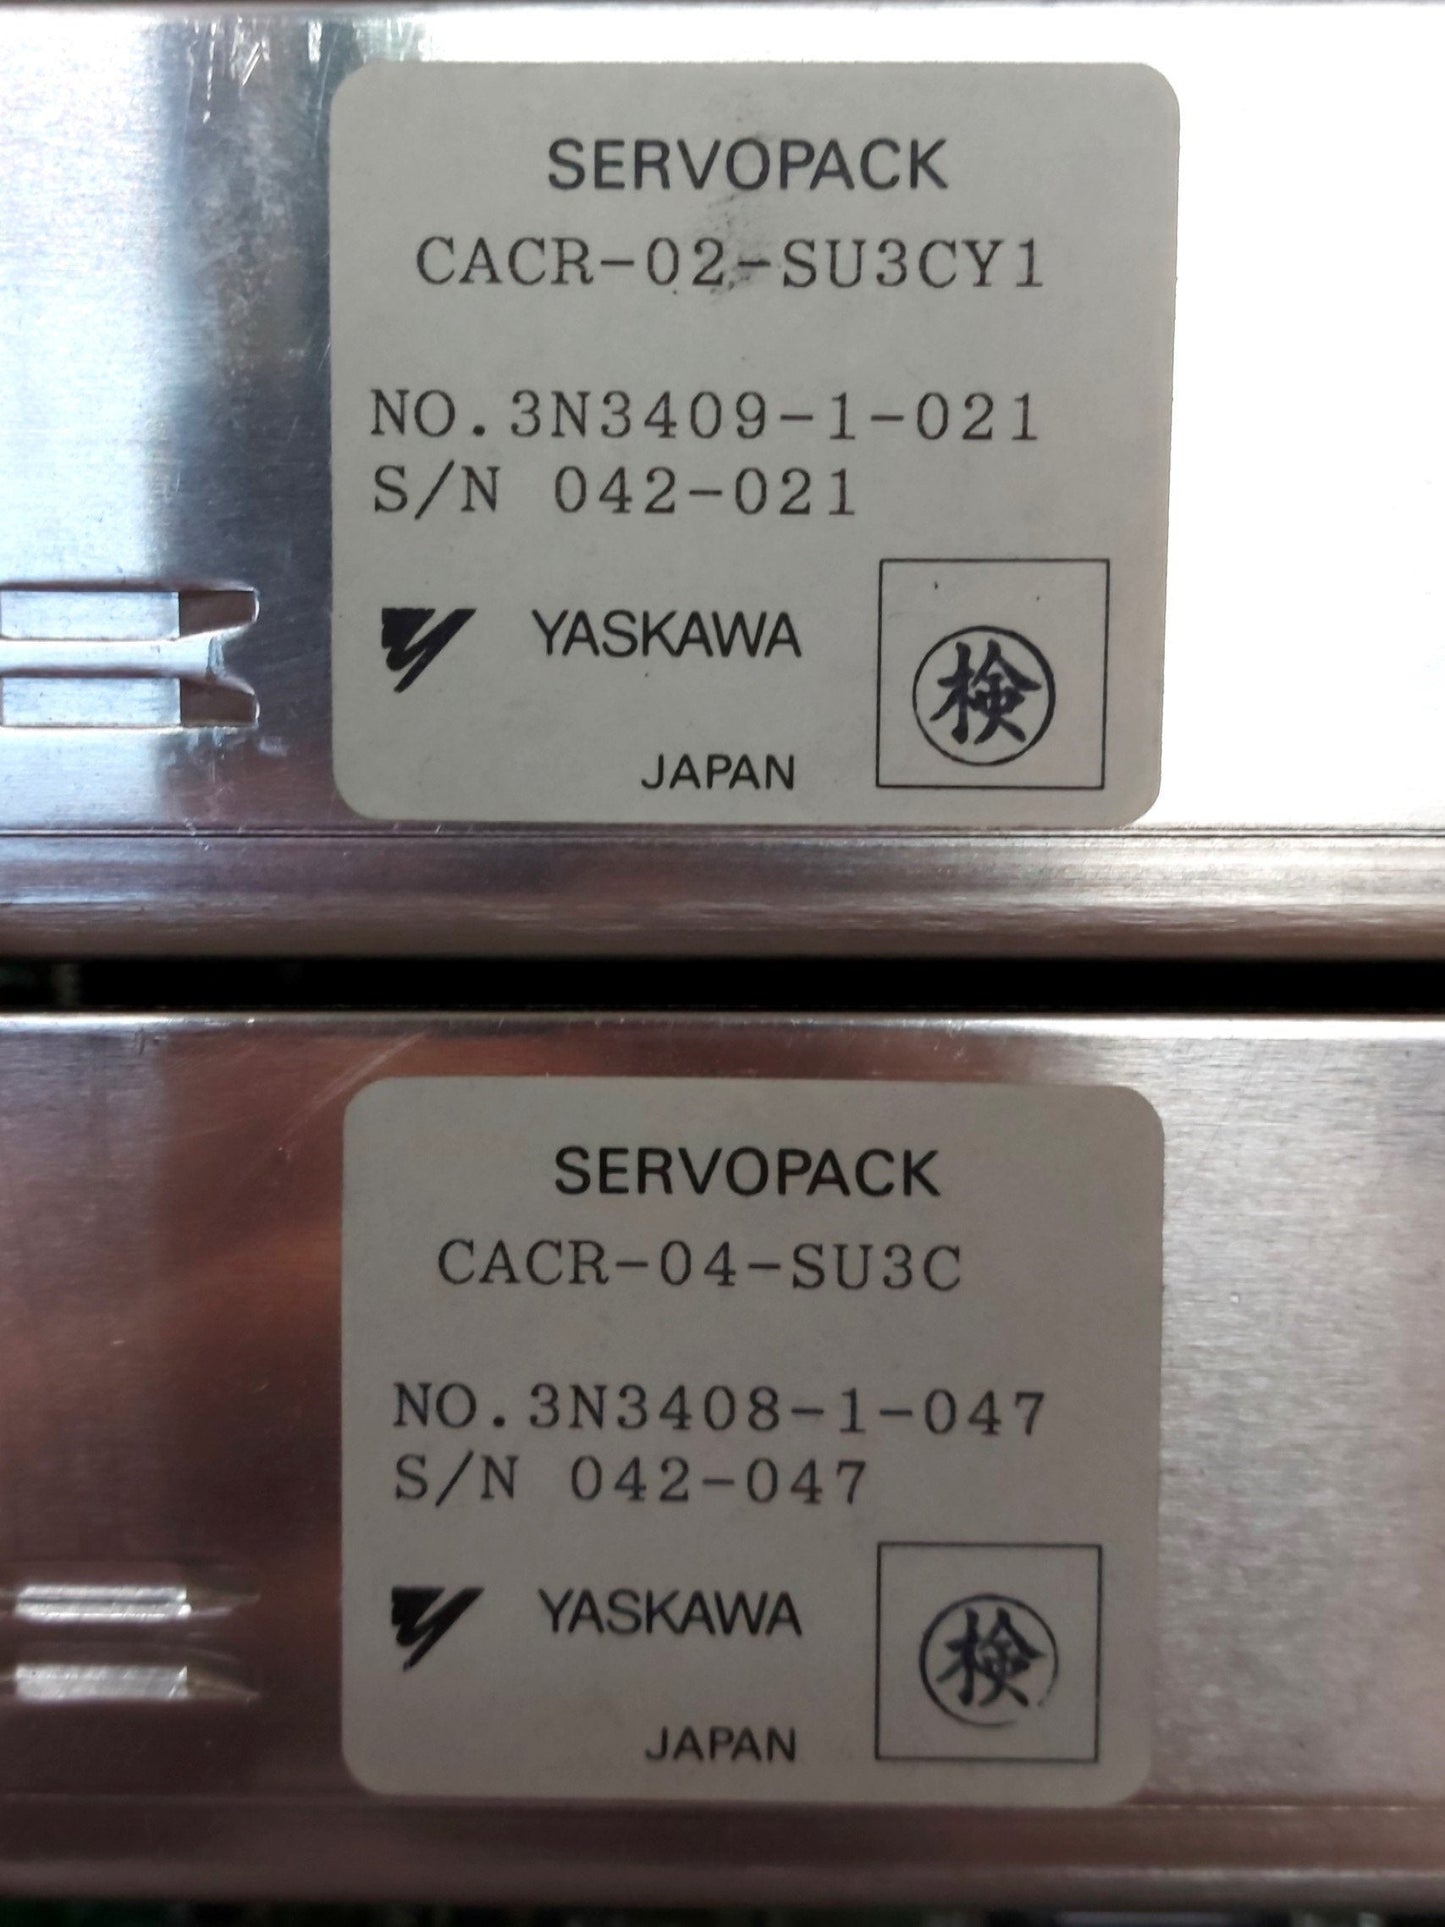 SERVOPACK
CACR-02-SU3CY1
NO.3N3409-1-021
S/N 042-021
YASKAWA
検
JAPAN
SERVOPACK
CACR-04-SU3C
NO.3N3408-1-047
S/N 042-047
YASKAWA
検
JAPAN